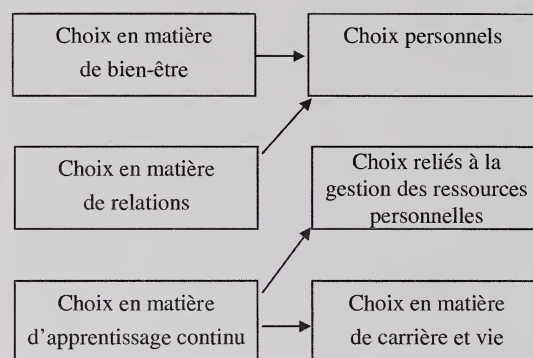 Choix en matière
de bien-être
Choix personnels
Choix en matière
de relations
Choix reliés à la
gestion des ressources
personnelles
Choix en matière
d'apprentissage continu
Choix en matière
de carrière et vie